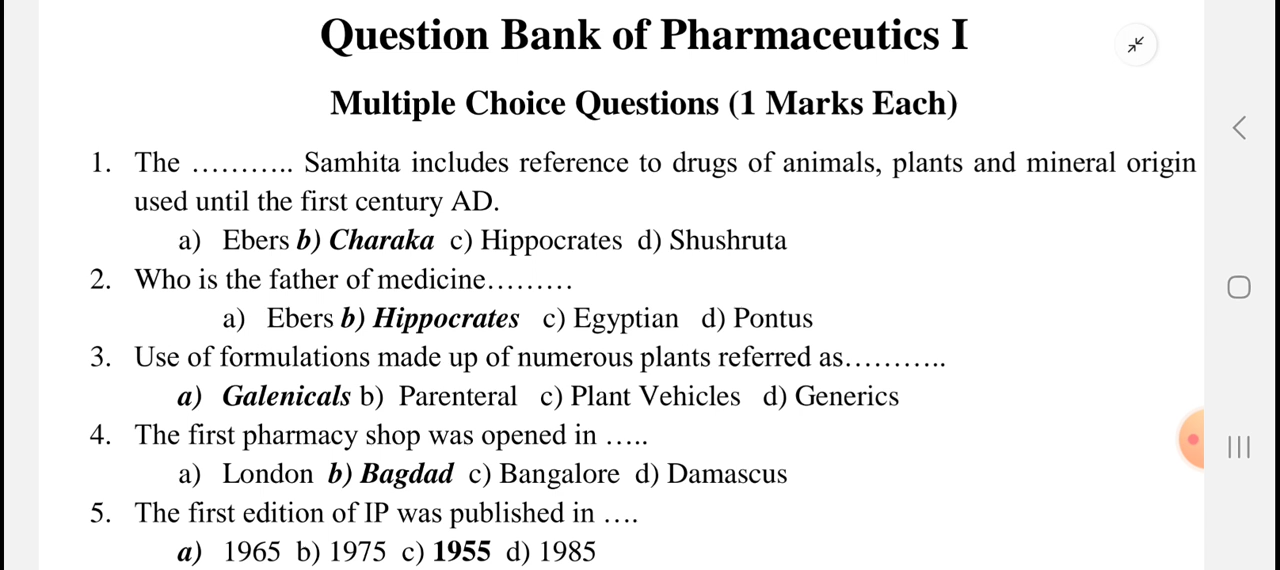 Question Bank of Pharmaceutics I
Multiple Choice Questions (1 Marks Each)
1. The ……….. Samhita includes reference to drugs of animals, plants and mineral origin
used until the first century AD.
a) Ebers b) Charaka c) Hippocrates d) Shushruta
2. Who is the father of medicine………
a) Ebers b) Hippocrates c) Egyptian d) Pontus
3. Use of formulations made up of numerous plants referred as………..
a) Galenicals b) Parenteral c) Plant Vehicles d) Generics
4. The first pharmacy shop was opened in …..
a) London b) Bagdad c) Bangalore d) Damascus
5. The first edition of IP was published in ….
a) 1965 b) 1975 c) 1955 d) 1985